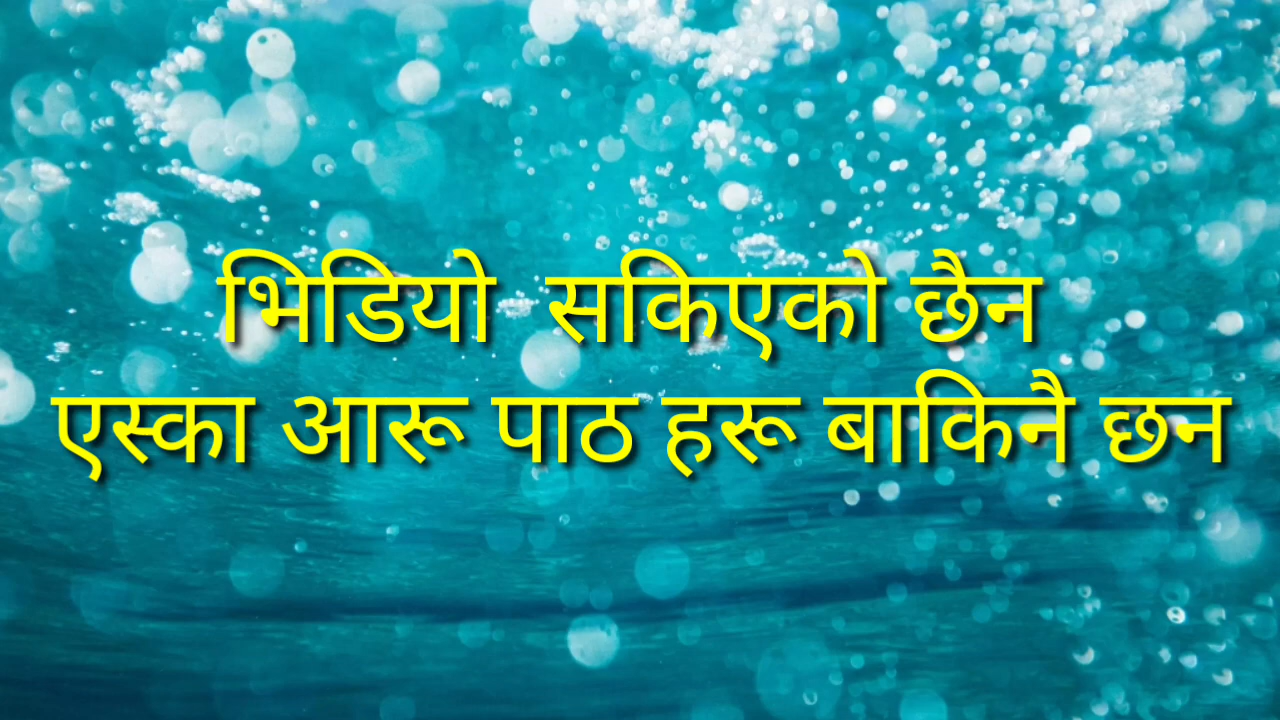 भिडियो सकिएको छैन
एस्का आरू पाठ हरू बाकिनै छन